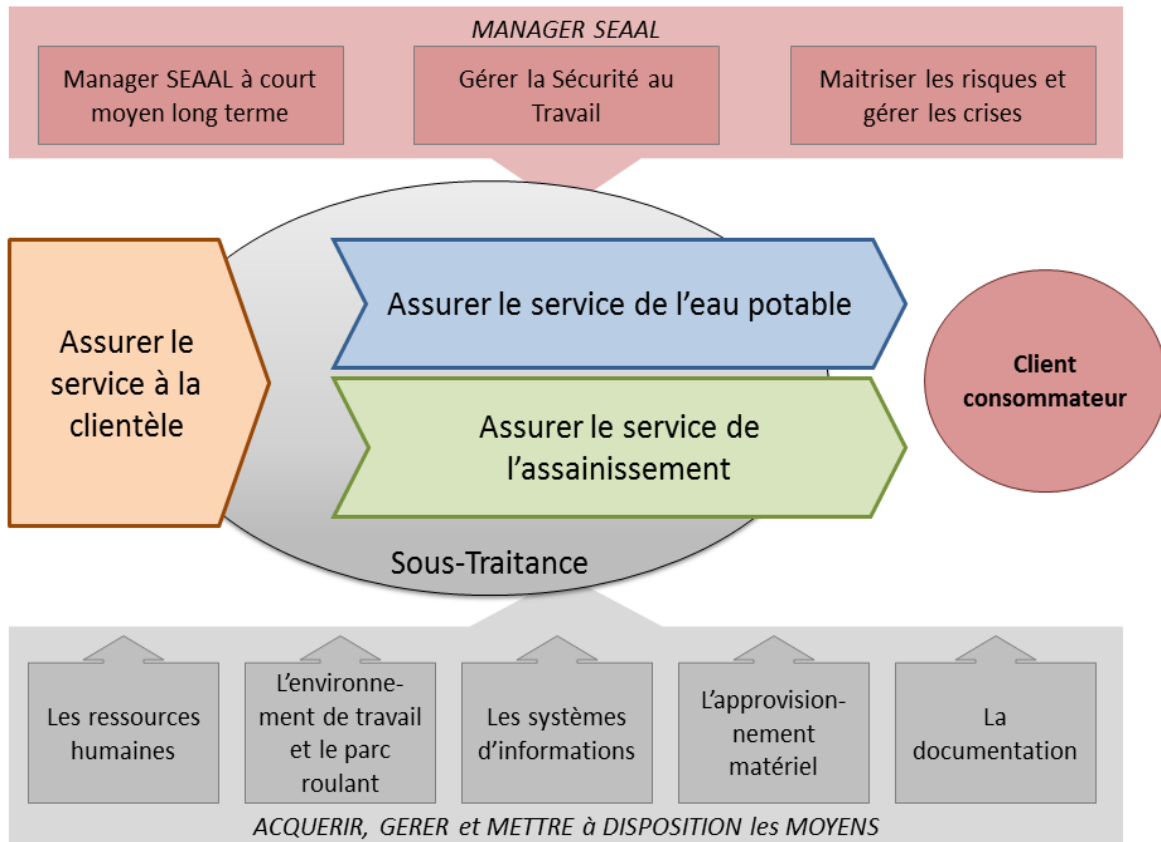 MANAGER SEAAL
Manager SEAAL à court
moyen long terme
Gérer la Sécurité au
Travail
Maitriser les risques et
gérer les crises
Assurer le
service à la
clientèle
Assurer le service de l’eau potable
Assurer le service de
l’assainissement
Sous-Traitance
Client
consommateur
Les ressources
humaines
L’environne-
ment de travail
et le parc
roulant
Les systèmes
d’informations
L’approvision-
nement
matériel
La
documentation
ACQUERIR, GERER et METTRE à DISPOSITION les MOYENS